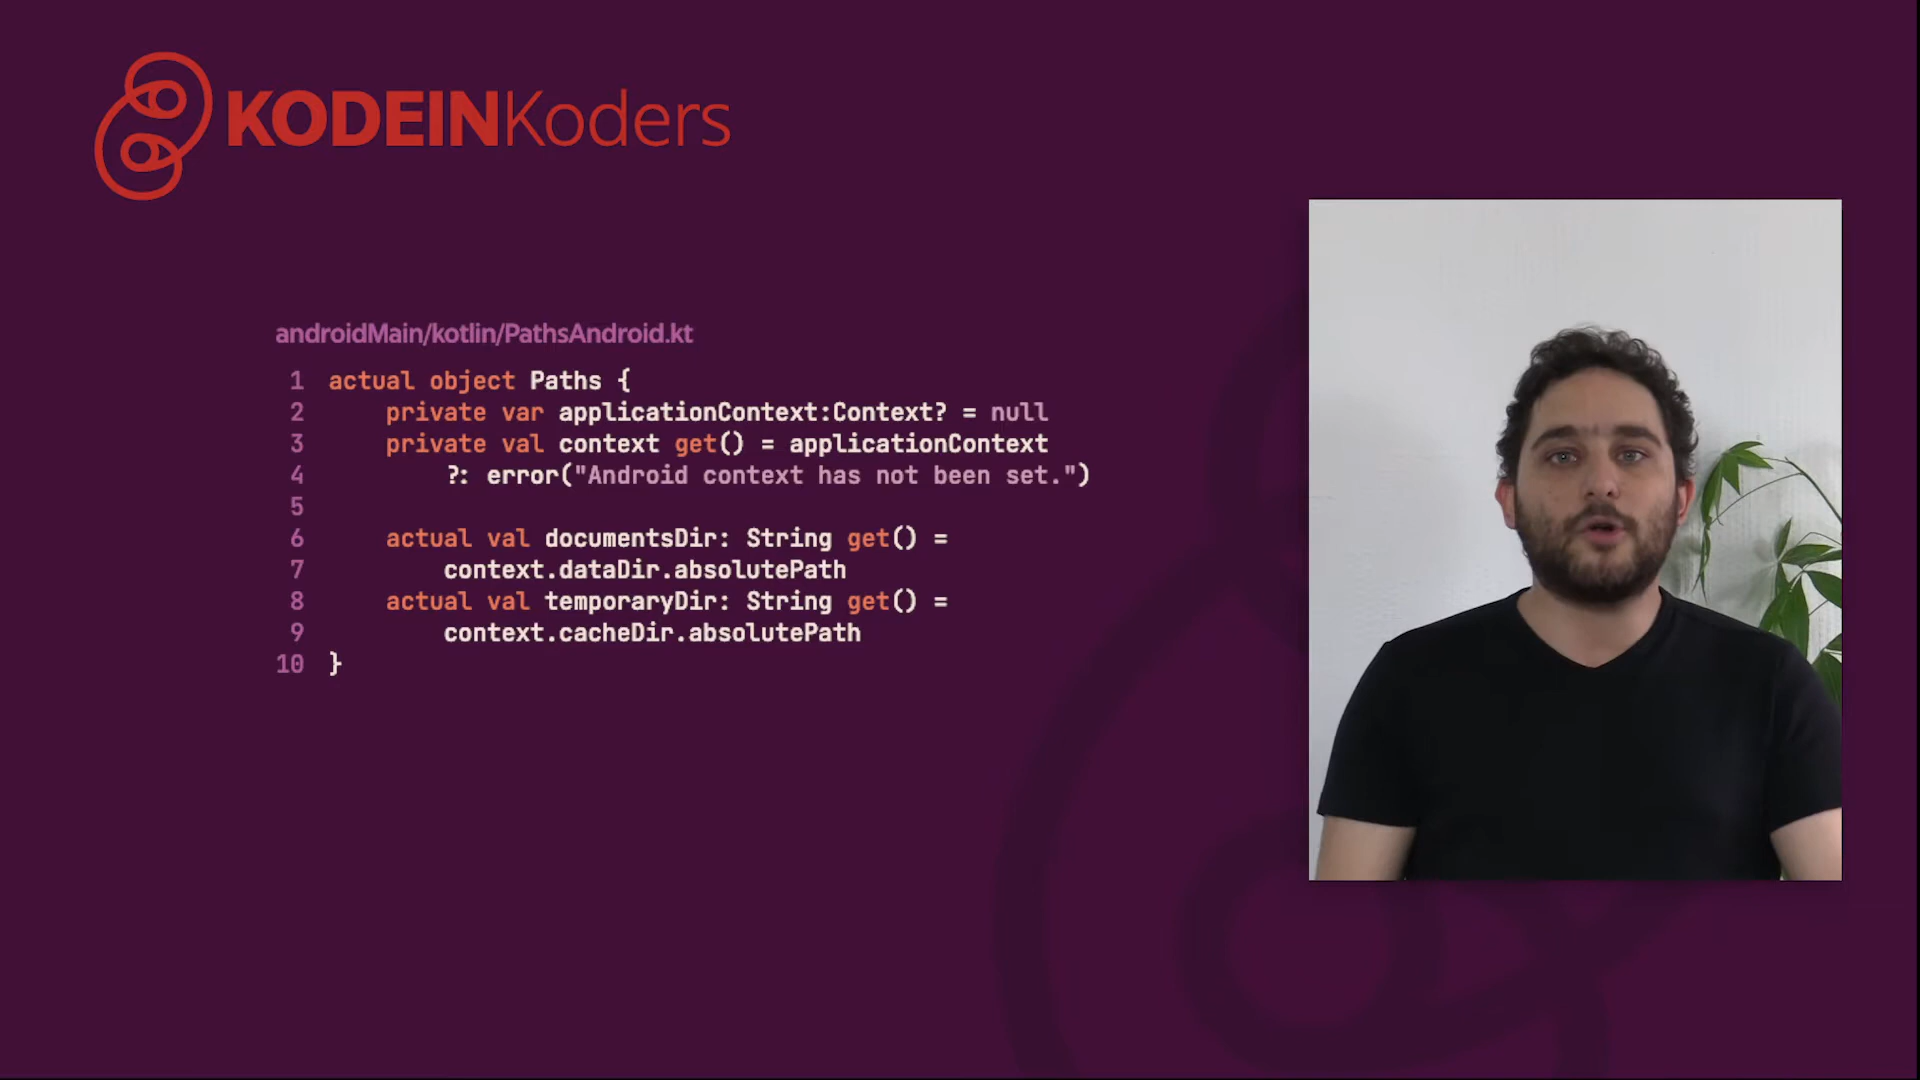 KODEINKoders
androidMain/kotlin/PathsAndroid.kt
1 actual object Paths {
2     private var applicationContext:Context? = null
3     private val context get() = applicationContext
4         ?: error("Android context has not been set.")
5
6     actual val documentsDir: String get() =
7         context.dataDir.absolutePath
8     actual val temporaryDir: String get() =
9         context.cacheDir.absolutePath
10 }